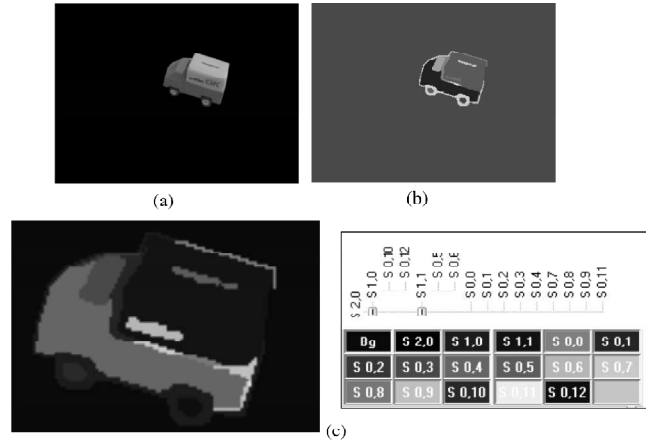 (a)
(b)
S 2,0
S 1,0
S 0,10
S 0,12
S 1,1
S 0,5
S 0,6
S 0,0
S 0,1
S 0,2
S 0,3
S 0,4
S 0,7
S 0,8
S 0,9
S 0,11
Bg S 2,0 S 1,0 S 1,1 S 0,0 S 0,1
S 0,2 S 0,3 S 0,4 S 0,5 S 0,6 S 0,7
S 0,8 S 0,9 S 0,10 S 0,11 S 0,12
(c)